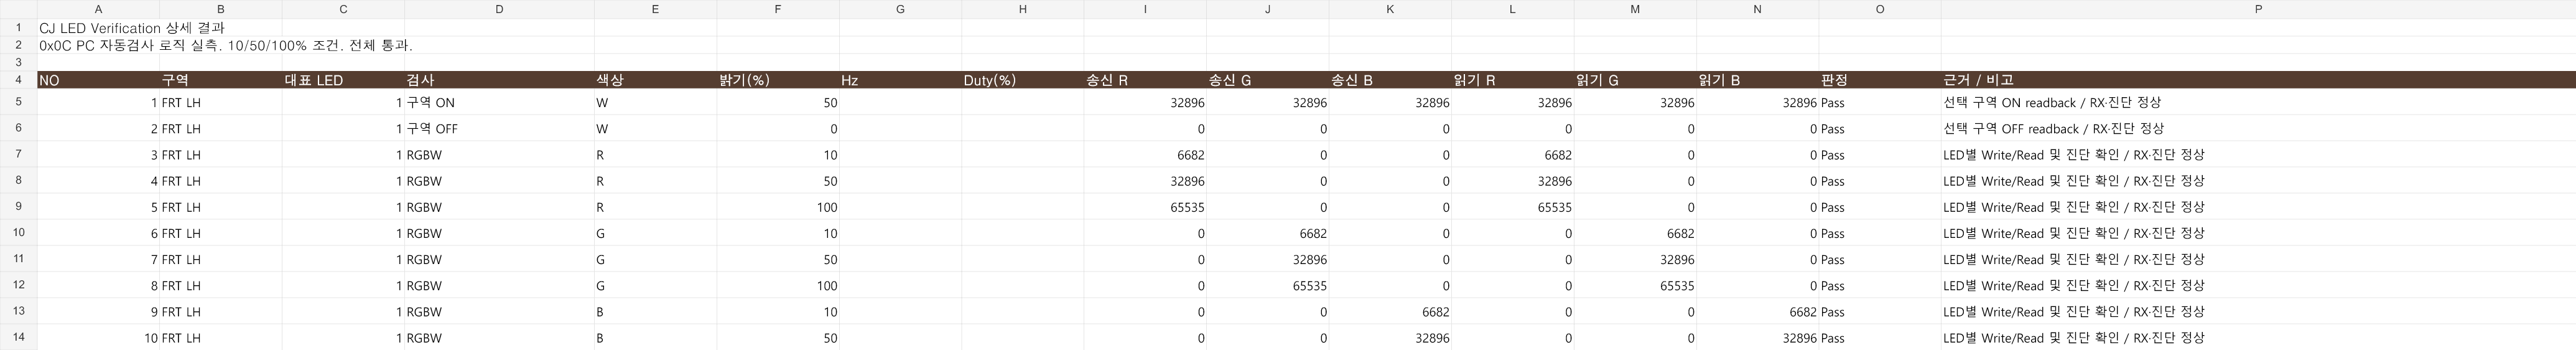 A B C D E F G H I J K L M N O P
1 CJ LED Verification 상세 결과
2 0x0C PC 자동검사 로직 실측. 10/50/100% 조건. 전체 통과.
3
4 NO 구역 대표 LED 검사 색상 밝기(%) Hz Duty(%) 송신 R 송신 G 송신 B 읽기 R 읽기 G 읽기 B 판정 근거 / 비고
5 1 FRT LH 1 구역 ON W 50 32896 32896 32896 32896 32896 32896 Pass 선택 구역 ON readback / RX·진단 정상
6 2 FRT LH 1 구역 OFF W 0 0 0 0 0 0 0 Pass 선택 구역 OFF readback / RX·진단 정상
7 3 FRT LH 1 RGBW R 10 6682 0 0 6682 0 0 Pass LED별 Write/Read 및 진단 확인 / RX·진단 정상
8 4 FRT LH 1 RGBW R 50 32896 0 0 32896 0 0 Pass LED별 Write/Read 및 진단 확인 / RX·진단 정상
9 5 FRT LH 1 RGBW R 100 65535 0 0 65535 0 0 Pass LED별 Write/Read 및 진단 확인 / RX·진단 정상
10 6 FRT LH 1 RGBW G 10 0 6682 0 0 6682 0 Pass LED별 Write/Read 및 진단 확인 / RX·진단 정상
11 7 FRT LH 1 RGBW G 50 0 32896 0 0 32896 0 Pass LED별 Write/Read 및 진단 확인 / RX·진단 정상
12 8 FRT LH 1 RGBW G 100 0 65535 0 0 65535 0 Pass LED별 Write/Read 및 진단 확인 / RX·진단 정상
13 9 FRT LH 1 RGBW B 10 0 0 6682 0 0 6682 Pass LED별 Write/Read 및 진단 확인 / RX·진단 정상
14 10 FRT LH 1 RGBW B 50 0 0 32896 0 0 32896 Pass LED별 Write/Read 및 진단 확인 / RX·진단 정상